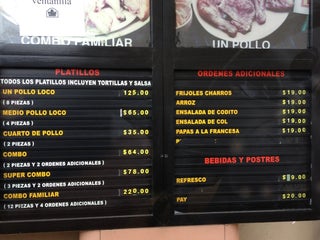 ventanilla
COMBO FAMILIAR
UN POLLO
PLATILLOS
TODOS LOS PLATILLOS INCLUYEN TORTILLAS Y SALSA
UN POLLO LOCO 125.00
(8 PIEZAS)
MEDIO POLLO LOCO $65.00
(4 PIEZAS)
CUARTO DE POLLO $35.00
(2 PIEZAS)
COMBO $64.00
(2 PIEZAS Y 2 ORDENES ADICIONALES)
SUPER COMBO $78.00
(3 PIEZAS Y 2 ORDENES ADICIONALES)
COMBO FAMILIAR 220.00
(12 PIEZAS Y 4 ORDENES ADICIONALES)
ORDENES ADICIONALES
FRIJOLES CHARROS $19.00
ARROZ $19.00
ENSALADA DE CODITO $19.00
ENSALADA DE COL $19.00
PAPAS A LA FRANCESA $19.00
BEBIDAS Y POSTRES
REFRESCO
PAY $20.00